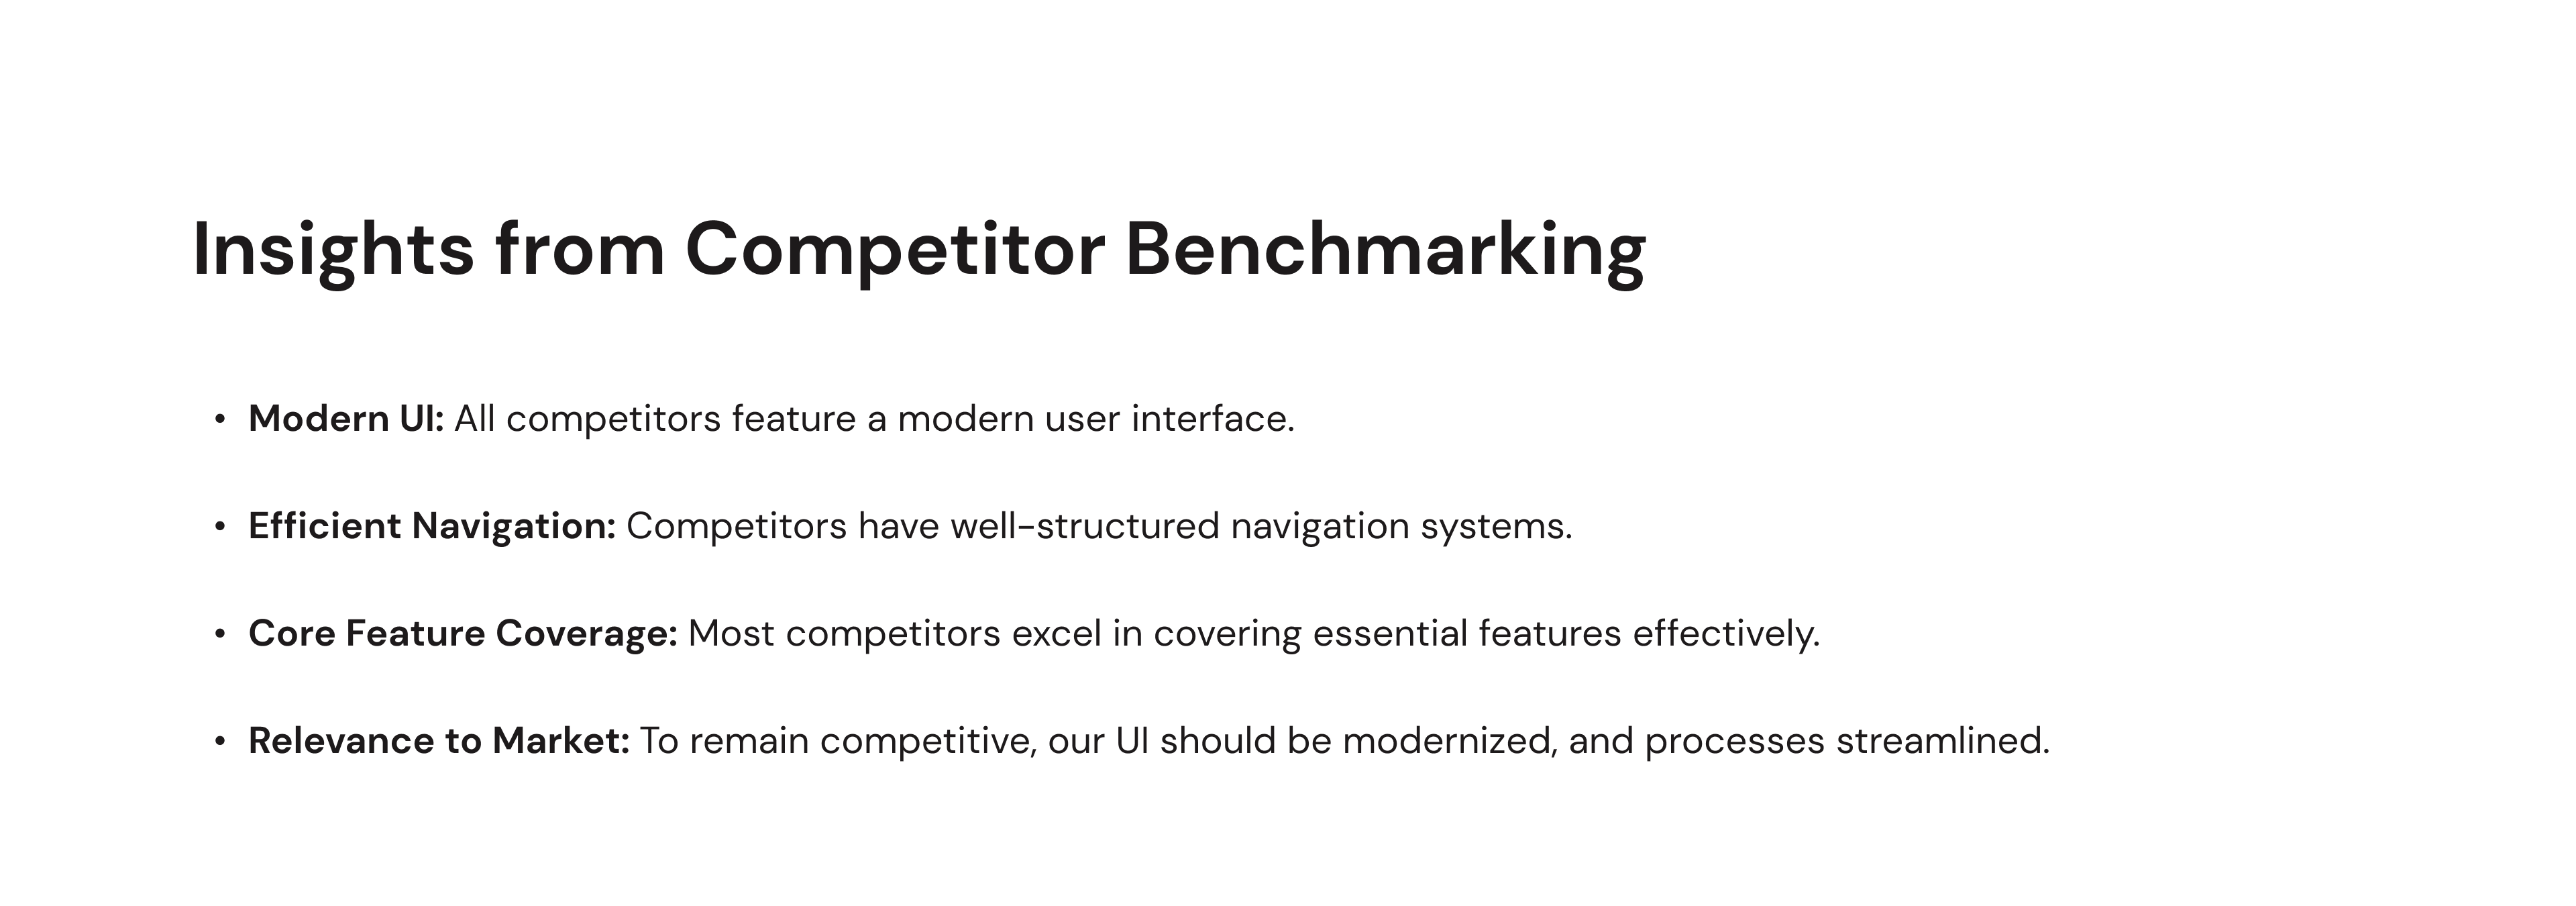 Insights from Competitor Benchmarking
• Modern UI: All competitors feature a modern user interface.
• Efficient Navigation: Competitors have well-structured navigation systems.
• Core Feature Coverage: Most competitors excel in covering essential features effectively.
• Relevance to Market: To remain competitive, our UI should be modernized, and processes streamlined.